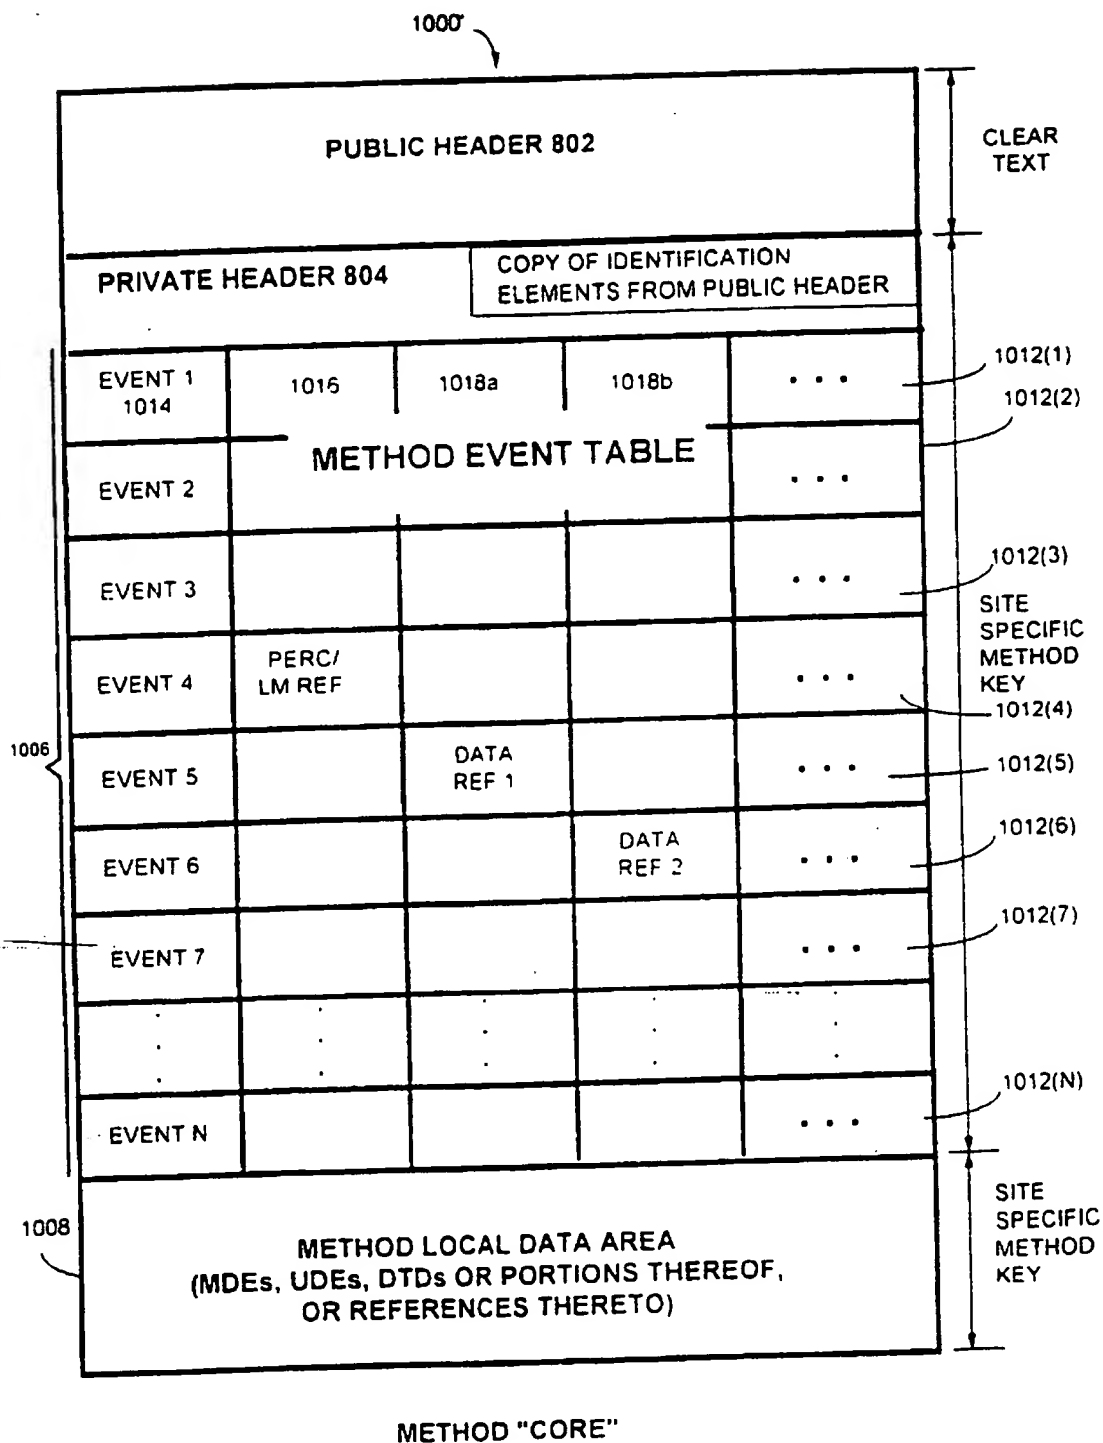 1000
PUBLIC HEADER 802
CLEAR
TEXT
PRIVATE HEADER 804
COPY OF IDENTIFICATION
ELEMENTS FROM PUBLIC HEADER
EVENT 1
1014
1016
1018a
1018b
• • •
1012(1)
1012(2)
METHOD EVENT TABLE
EVENT 2
• • •
EVENT 3
• • •
1012(3)
SITE
SPECIFIC
METHOD
KEY
EVENT 4
PERC/
LM REF
• • •
1012(4)
1006
EVENT 5
DATA
REF 1
• • •
1012(5)
EVENT 6
DATA
REF 2
• • •
1012(6)
EVENT 7
• • •
1012(7)
EVENT N
• • •
1012(N)
1008
METHOD LOCAL DATA AREA
(MDEs, UDEs, DTDs OR PORTIONS THEREOF,
OR REFERENCES THERETO)
SITE
SPECIFIC
METHOD
KEY
METHOD "CORE"